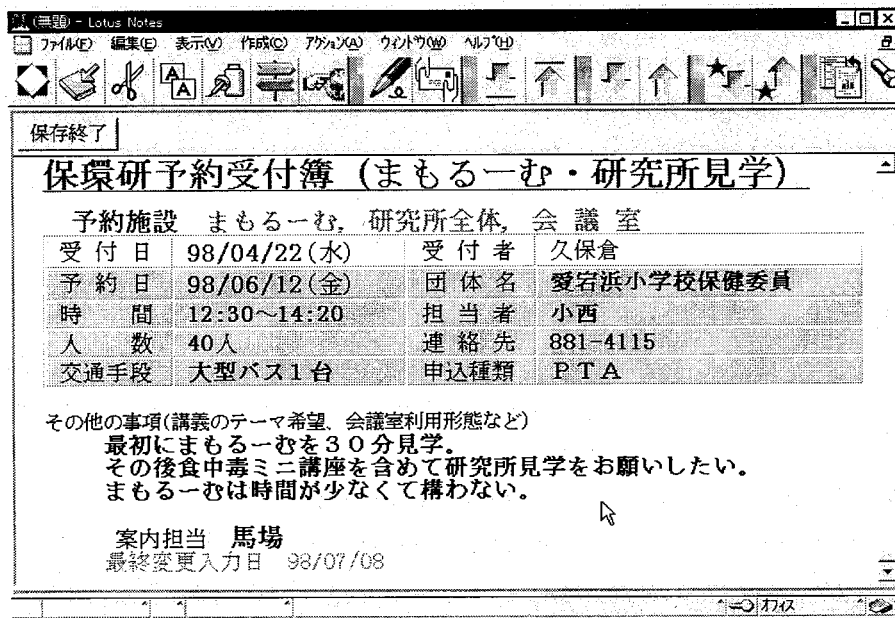 (無題) - Lotus Notes
ファイル(F) 編集(E) 表示(V) 作成(C) アクション(A) ウィンドウ(W) ヘルプ(H)
保存終了
保環研予約受付簿（まもるーむ・研究所見学）
予約施設 まもるーむ, 研究所全体, 会 議 室
受 付 日 98/04/22(水) 受 付 者 久保倉
予 約 日 98/06/12(金) 団 体 名 愛宕浜小学校保健委員
時 間 12:30～14:20 担 当 者 小西
人 数 40人 連 絡 先 881-4115
交通手段 大型バス１台 申込種類 ＰＴＡ
その他の事項(講義のテーマ希望、会議室利用形態など)
最初にまもるーむを３０分見学。
その後食中毒ミニ講座を含めて研究所見学をお願いしたい。
まもるーむは時間が少なくて構わない。
案内担当 馬場
最終変更入力日 98/07/08
オフィス